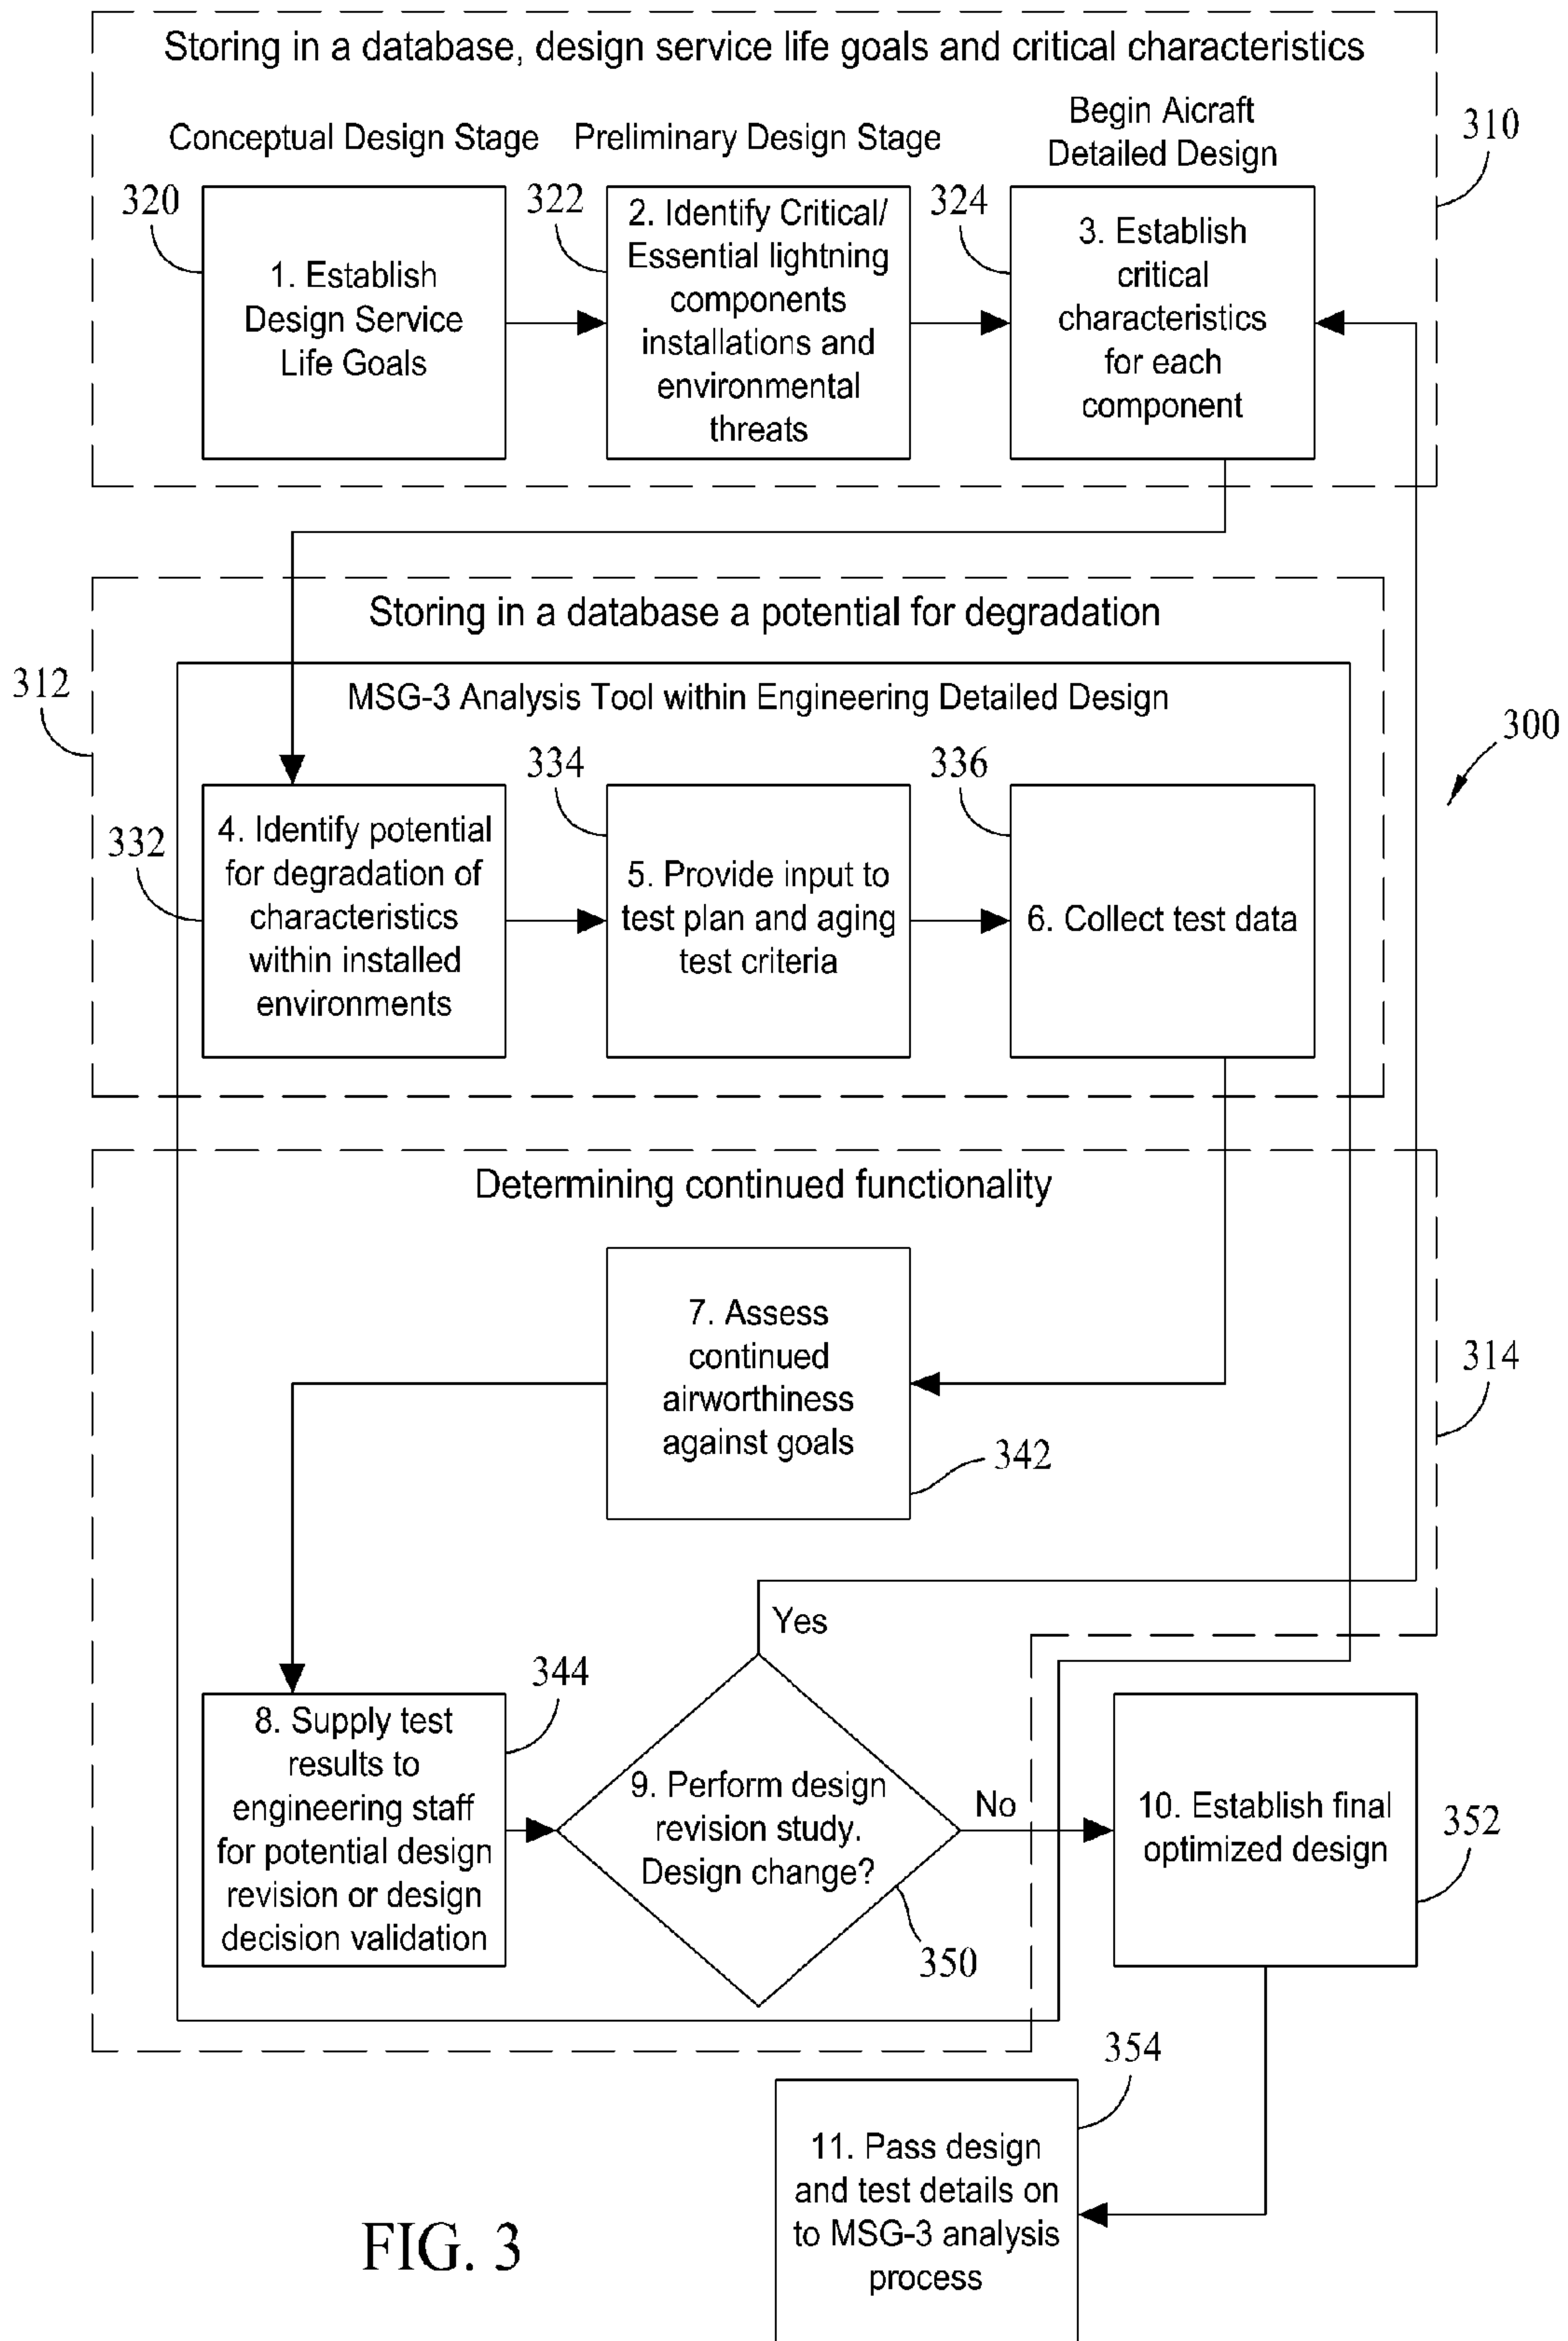 Storing in a database, design service life goals and critical characteristics
Conceptual Design Stage
Preliminary Design Stage
Begin Aicraft
Detailed Design
310
320
322
324
1. Establish
Design Service
Life Goals
2. Identify Critical/
Essential lightning
components
installations and
environmental
threats
3. Establish
critical
characteristics
for each
component
Storing in a database a potential for degradation
312
MSG-3 Analysis Tool within Engineering Detailed Design
300
332
334
336
4. Identify potential
for degradation of
characteristics
within installed
environments
5. Provide input to
test plan and aging
test criteria
6. Collect test data
Determining continued functionality
314
7. Assess
continued
airworthiness
against goals
342
Yes
344
8. Supply test
results to
engineering staff
for potential design
revision or design
decision validation
9. Perform design
revision study.
Design change?
No
350
10. Establish final
optimized design
352
354
11. Pass design
and test details on
to MSG-3 analysis
process
FIG. 3